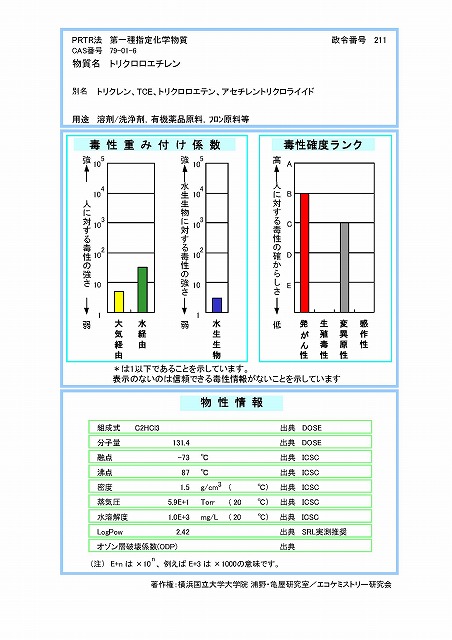 PRTR法 第一種指定化学物質 政令番号 211
CAS番号 79-01-6
物質名 トリクロロエチレン
別名 トリクレン、TCE、トリクロロエテン、アセチレントリクロライイド
用途 溶剤/洗浄剤,有機薬品原料,フロン原料等
毒性重み付け係数
強 人に対する毒性の強さ 弱
10^5
10^4
10^3
10^2
10
1
大気経由
水経由
強 水生生物に対する毒性の強さ 弱
10^5
10^4
10^3
10^2
10
1
水生生物
毒性確度ランク
高 人に対する毒性の確からしさ 低
A
B
C
D
E
発がん性
生殖毒性
変異原性
感作性
*は1以下であることを示しています。
表示のないのは信頼できる毒性情報がないことを示しています
物性情報
組成式 C2HCl3 出典 DOSE
分子量 131.4 出典 DOSE
融点 -73 ℃ 出典 ICSC
沸点 87 ℃ 出典 ICSC
密度 1.5 g/cm^3 ( ℃) 出典 ICSC
蒸気圧 5.9E+1 Torr (20 ℃) 出典 ICSC
水溶解度 1.0E+3 mg/L (20 ℃) 出典 ICSC
LogPow 2.42 出典 SRL実測推奨
オゾン層破壊係数(ODP) 出典
(注) E+n は ×10^n、例えば E+3 は ×1000の意味です。
著作権:横浜国立大学大学院 浦野・亀屋研究室/エコケミストリー研究会